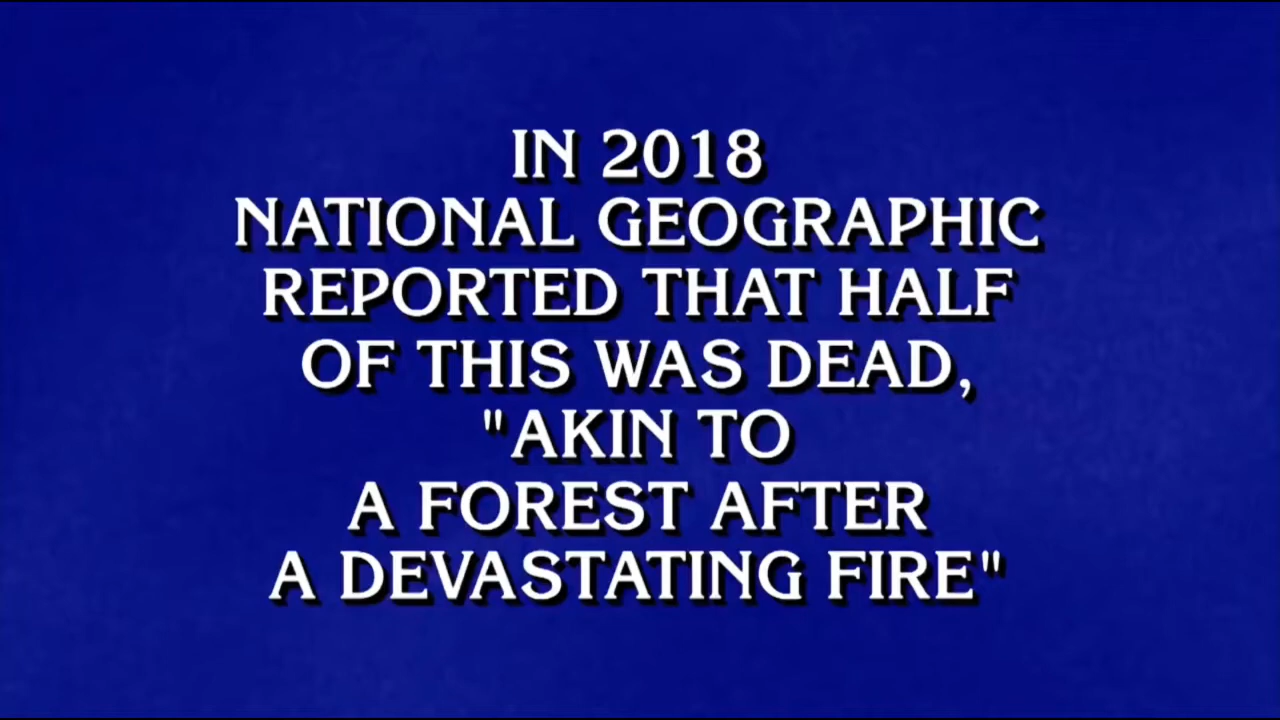 IN 2018
NATIONAL GEOGRAPHIC
REPORTED THAT HALF
OF THIS WAS DEAD,
"AKIN TO
A FOREST AFTER
A DEVASTATING FIRE"